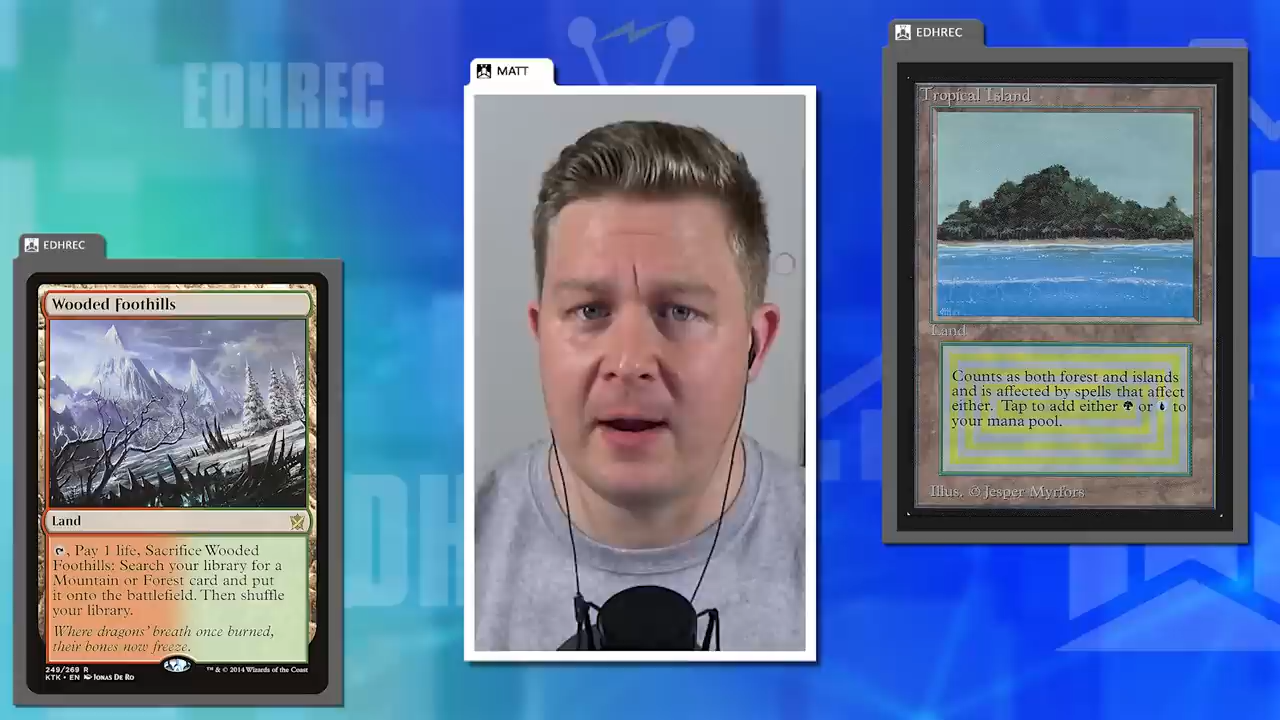 EDHREC
EDHREC
MATT
EDHREC
Wooded Foothills
Land
, Pay 1 life, Sacrifice Wooded
Foothills: Search your library for a
Mountain or Forest card and put
it onto the battlefield. Then shuffle
your library.
Where dragons' breath once burned,
their bones now freeze.
249/269 R
KTK • EN Jonas De Ro
™ & © 2014 Wizards of the Coast
Tropical Island
Land
Counts as both forest and islands
and is affected by spells that affect
either. Tap to add either or to
your mana pool.
Illus. © Jesper Myrfors
EDH